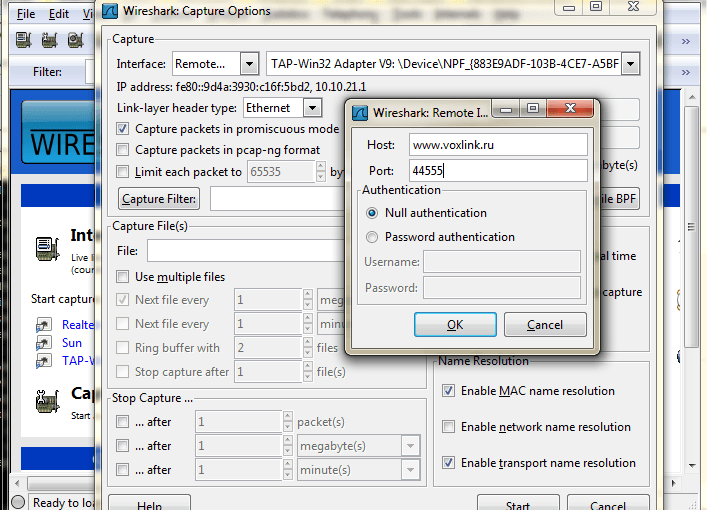 Wireshark: Capture Options
File Edit Vi
Filter:
Capture
Interface: Remote... TAP-Win32 Adapter V9: \Device\NPF_{883E9ADF-103B-4CE7-A5BF
IP address: fe80::9d4a:3930:c16f:5bd2, 10.10.21.1
Link-layer header type: Ethernet
Capture packets in promiscuous mode
Capture packets in pcap-ng format
Limit each packet to 65535 by
byte(s)
Capture Filter:
ile BPF
Wireshark: Remote I...
Host: www.voxlink.ru
Port: 44555
Authentication
Null authentication
Password authentication
Username:
Password:
OK Cancel
WIRE
Int
Live li
(coun
Start capture
Realte
Sun
TAP-W
Cap
Start
Capture File(s)
File:
Use multiple files
Next file every 1 mega
Next file every 1 minu
Ring buffer with 2 files
Stop capture after 1 file(s)
al time
capture
Stop Capture ...
... after 1 packet(s)
... after 1 megabyte(s)
... after 1 minute(s)
Name Resolution
Enable MAC name resolution
Enable network name resolution
Enable transport name resolution
Help Start Cancel
Ready to loa